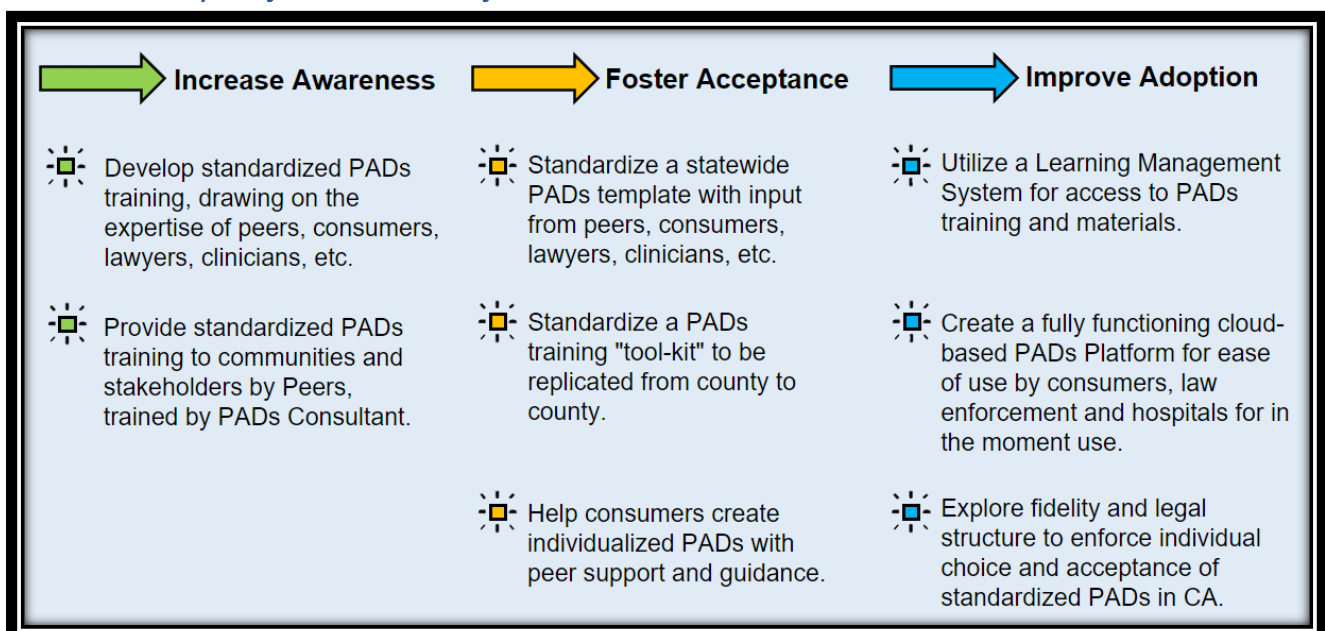 Increase Awareness
Develop standardized PADs
training, drawing on the
expertise of peers, consumers,
lawyers, clinicians, etc.
Provide standardized PADs
training to communities and
stakeholders by Peers,
trained by PADs Consultant.
Foster Acceptance
Standardize a statewide
PADs template with input
from peers, consumers,
lawyers, clinicians, etc.
Standardize a PADs
training "tool-kit" to be
replicated from county to
county.
Help consumers create
individualized PADs with
peer support and guidance.
Improve Adoption
Utilize a Learning Management
System for access to PADs
training and materials.
Create a fully functioning cloud-
based PADs Platform for ease
of use by consumers, law
enforcement and hospitals for in
the moment use.
Explore fidelity and legal
structure to enforce individual
choice and acceptance of
standardized PADs in CA.